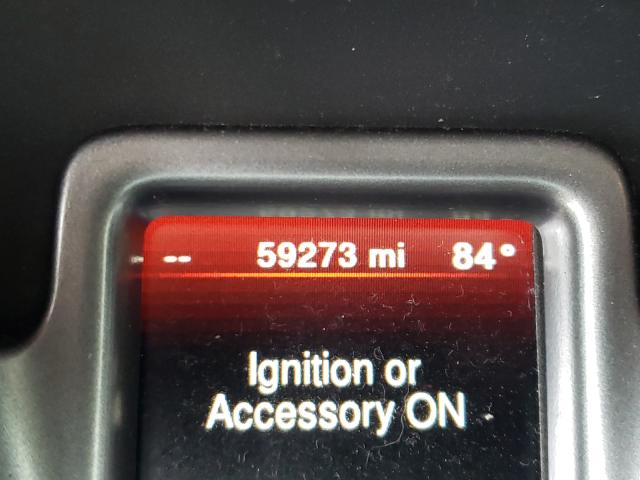 -- 59273 mi 84°
Ignition or
Accessory ON